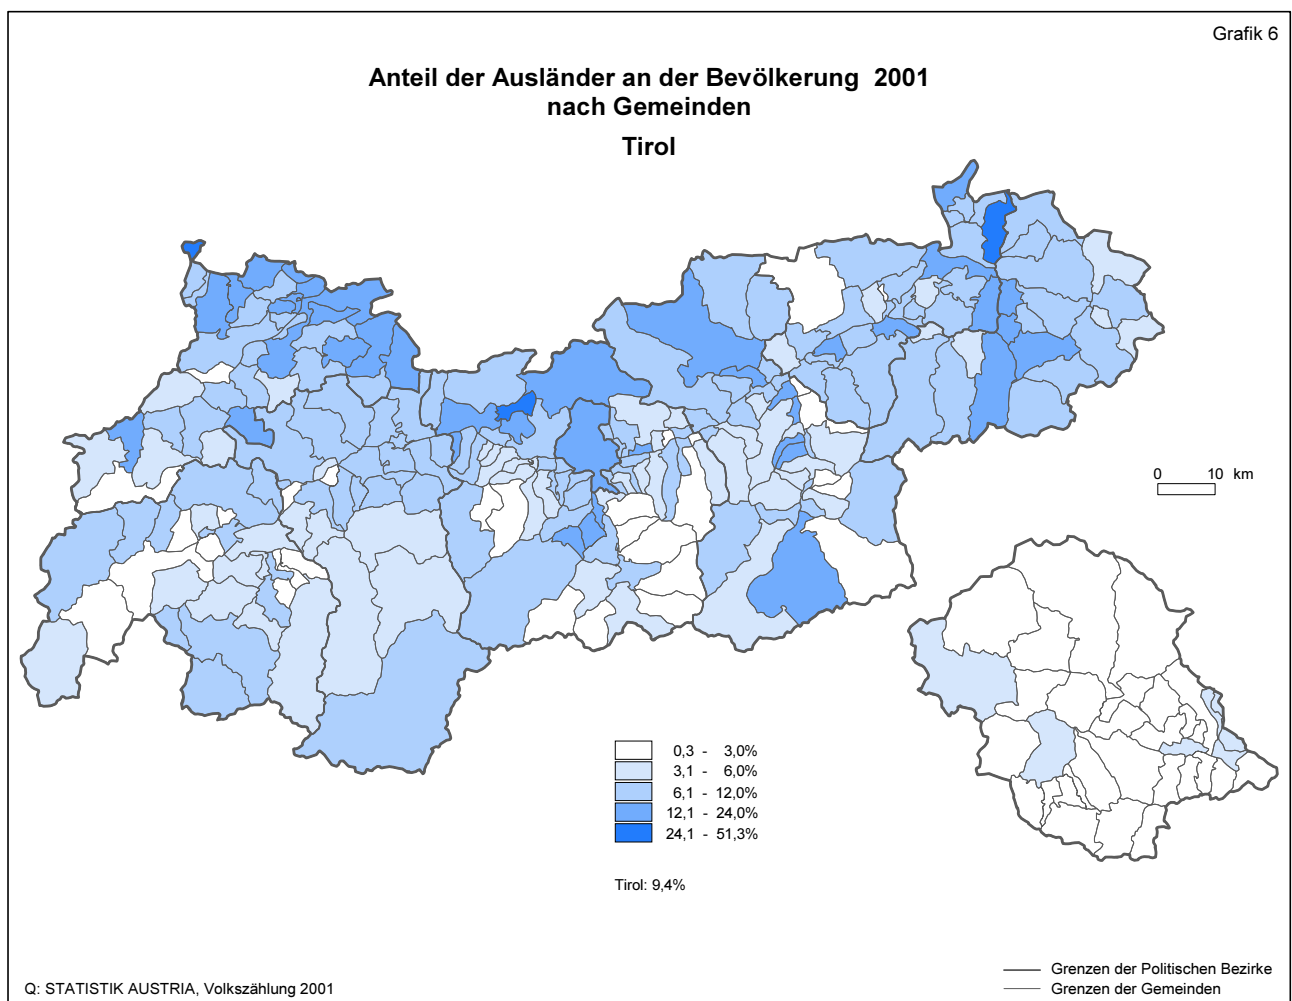 Grafik 6
Anteil der Ausländer an der Bevölkerung 2001
nach Gemeinden
Tirol
0 10 km
0,3 - 3,0%
3,1 - 6,0%
6,1 - 12,0%
12,1 - 24,0%
24,1 - 51,3%
Tirol: 9,4%
Grenzen der Politischen Bezirke
Grenzen der Gemeinden
Q: STATISTIK AUSTRIA, Volkszählung 2001